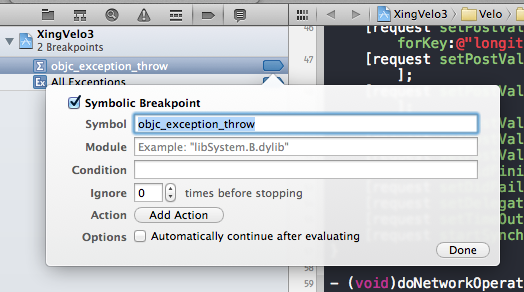 XingVelo3
2 Breakpoints
objc_exception_throw
All Exceptions
XingVelo3 Velo
46
forKey:@"longit
47 [request setPostVal
];
Symbolic Breakpoint
Symbol objc_exception_throw
Module Example: "libSystem.B.dylib"
Condition
Ignore 0 times before stopping
Action Add Action
Options Automatically continue after evaluating
Done
58
59 - (void)doNetworkOperat